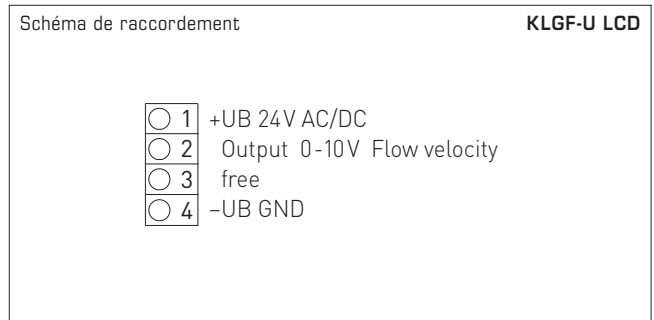 Schéma de raccordement KLGF-U LCD
1 +UB 24V AC/DC
2 Output 0-10V Flow velocity
3 free
4 –UB GND